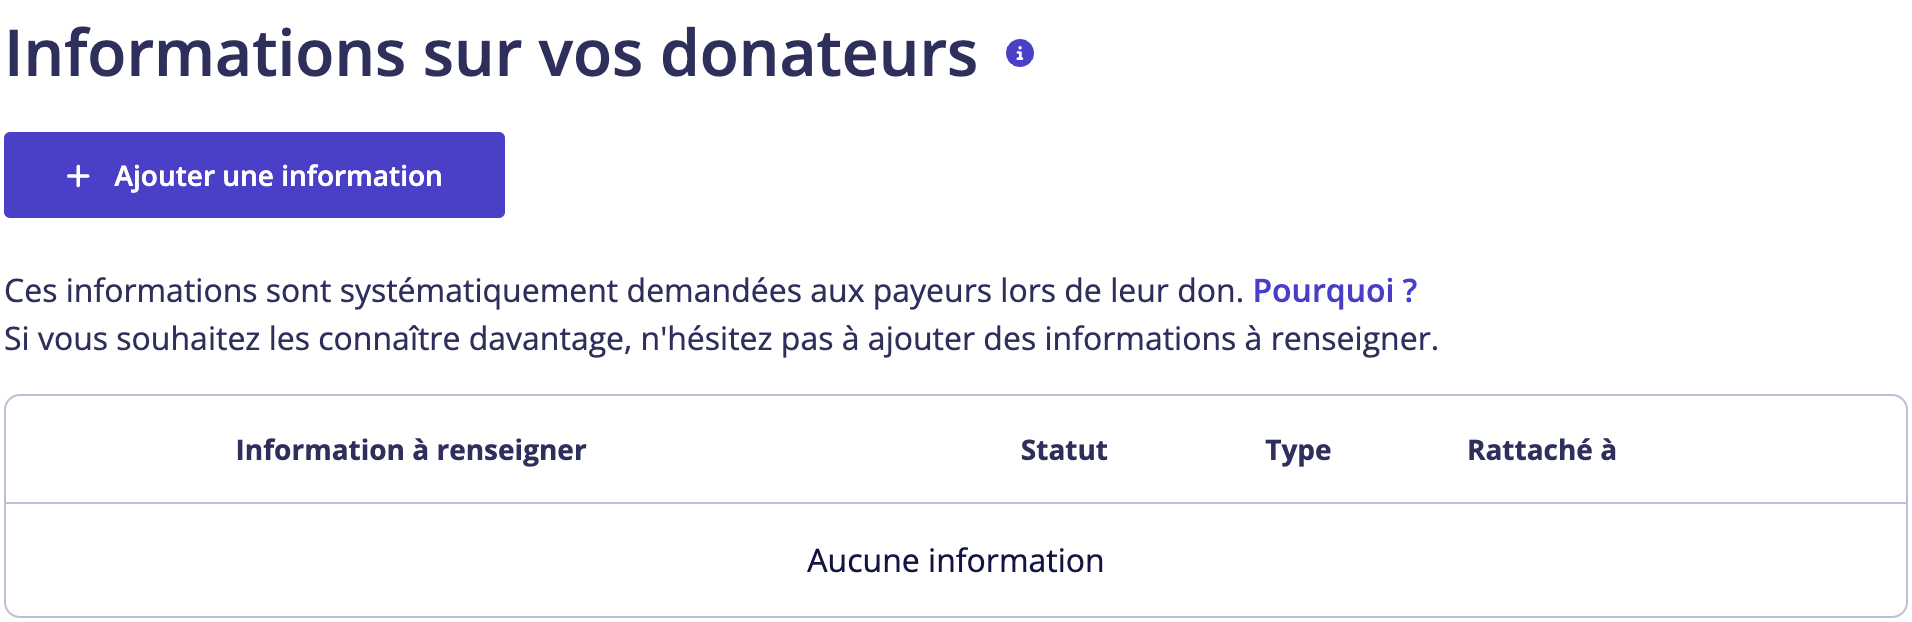 Informations sur vos donateurs
+ Ajouter une information
Ces informations sont systématiquement demandées aux payeurs lors de leur don. Pourquoi ?
Si vous souhaitez les connaître davantage, n'hésitez pas à ajouter des informations à renseigner.
Information à renseigner Statut Type Rattaché à
Aucune information